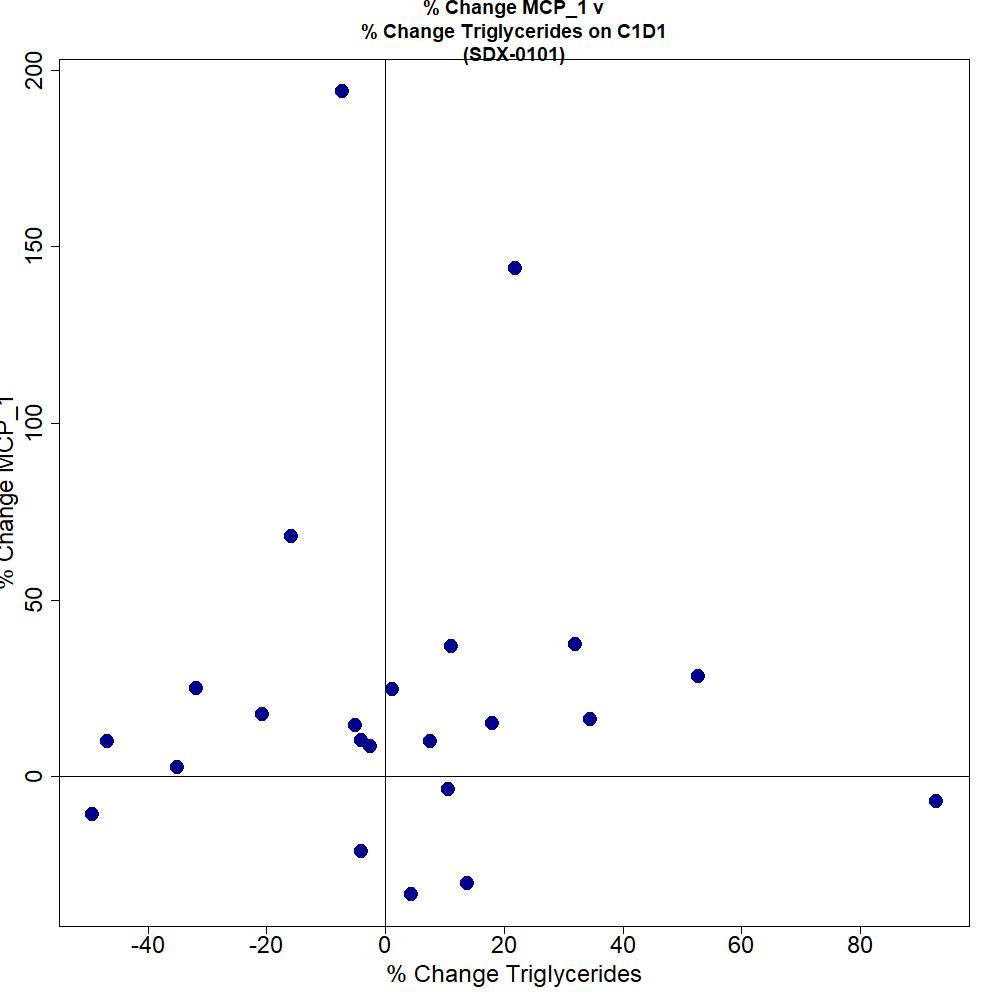 % Change MCP_1 v
% Change Triglycerides on C1D1
(SDX-0101)
200
150
100
50
0
% Change MCP_1
-40 -20 0 20 40 60 80
% Change Triglycerides